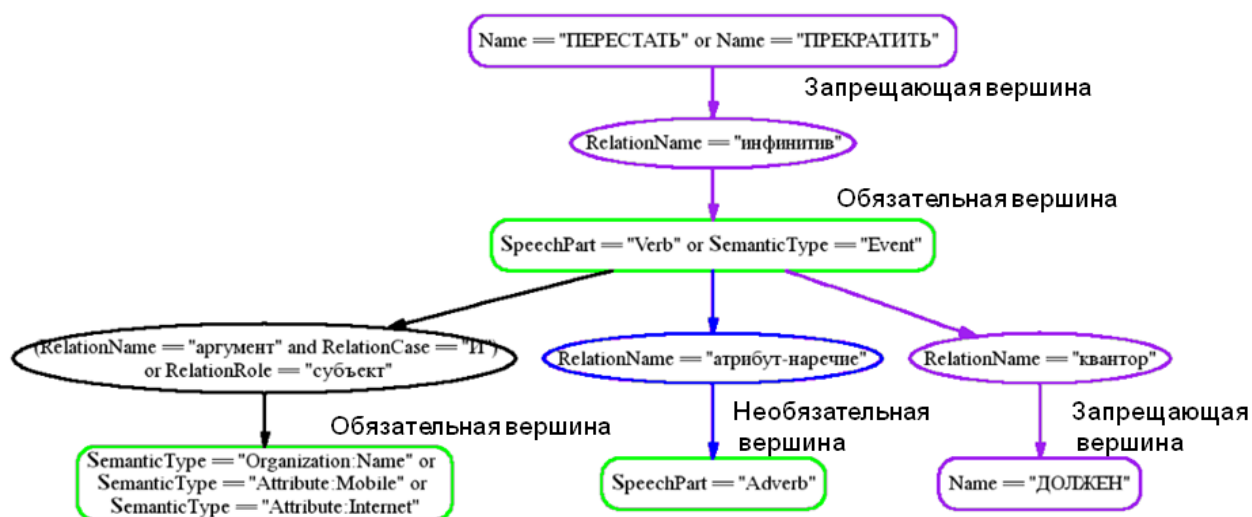 Name == "ПЕРЕСТАТЬ" or Name == "ПРЕКРАТИТЬ"
Запрещающая вершина
RelationName == "инфинитив"
Обязательная вершина
SpeechPart == "Verb" or SemanticType == "Event"
(RelationName == "аргумент" and RelationCase == "И")
or RelationRole == "субъект"
RelationName == "атрибут-наречие"
RelationName == "квантор"
Обязательная вершина
Необязательная
вершина
Запрещающая
вершина
SemanticType == "Organization:Name" or
SemanticType == "Attribute:Mobile" or
SemanticType == "Attribute:Internet"
SpeechPart == "Adverb"
Name == "ДОЛЖЕН"